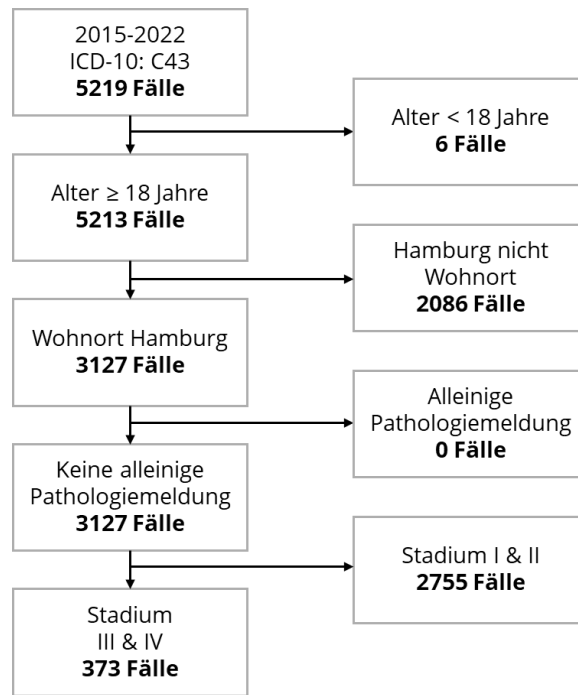 2015-2022
ICD-10: C43
5219 Fälle
Alter < 18 Jahre
6 Fälle
Alter ≥ 18 Jahre
5213 Fälle
Hamburg nicht
Wohnort
2086 Fälle
Wohnort Hamburg
3127 Fälle
Alleinige
Pathologiemeldung
0 Fälle
Keine alleinige
Pathologiemeldung
3127 Fälle
Stadium I & II
2755 Fälle
Stadium
III & IV
373 Fälle